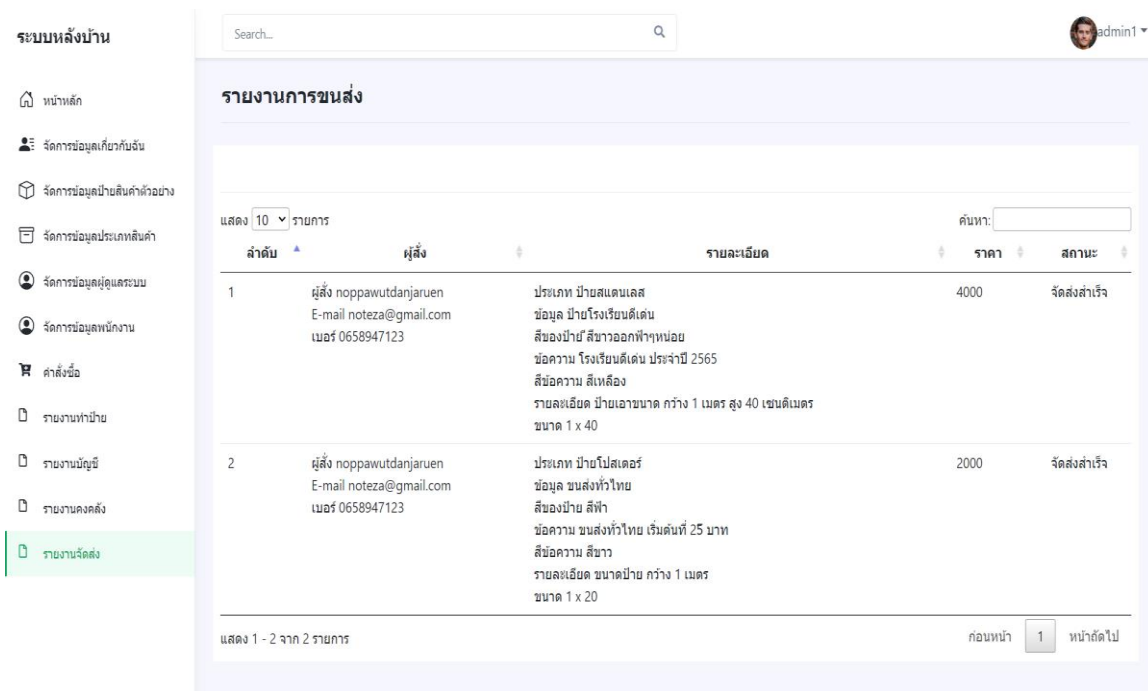 ระบบหลังบ้าน
Search...
admin1
หน้าหลัก
จัดการข้อมูลเกี่ยวกับฉัน
จัดการข้อมูลป้ายสินค้าตัวอย่าง
จัดการข้อมูลประเภทสินค้า
จัดการข้อมูลผู้ดูแลระบบ
จัดการข้อมูลพนักงาน
คำสั่งซื้อ
รายงานทำป้าย
รายงานบัญชี
รายงานคงคลัง
รายงานจัดส่ง
รายงานการขนส่ง
แสดง 10 รายการ ค้นหา:
ลำดับ ผู้สั่ง รายละเอียด ราคา สถานะ
1 ผู้สั่ง noppawutdanjaruen ประเภท ป้ายสแตนเลส 4000 จัดส่งสำเร็จ
E-mail noteza@gmail.com ข้อมูล ป้ายโรงเรียนดีเด่น
เบอร์ 0658947123 สีของป้าย สีขาวออกฟ้าๆหน่อย
ข้อความ โรงเรียนดีเด่น ประจำปี 2565
สีข้อความ สีเหลือง
รายละเอียด ป้ายเอาขนาด กว้าง 1 เมตร สูง 40 เซนติเมตร
ขนาด 1 x 40
2 ผู้สั่ง noppawutdanjaruen ประเภท ป้ายโปสเตอร์ 2000 จัดส่งสำเร็จ
E-mail noteza@gmail.com ข้อมูล ขนส่งทั่วไทย
เบอร์ 0658947123 สีของป้าย สีฟ้า
ข้อความ ขนส่งทั่วไทย เริ่มต้นที่ 25 บาท
สีข้อความ สีขาว
รายละเอียด ขนาดป้าย กว้าง 1 เมตร
ขนาด 1 x 20
แสดง 1 - 2 จาก 2 รายการ ก่อนหน้า 1 หน้าถัดไป